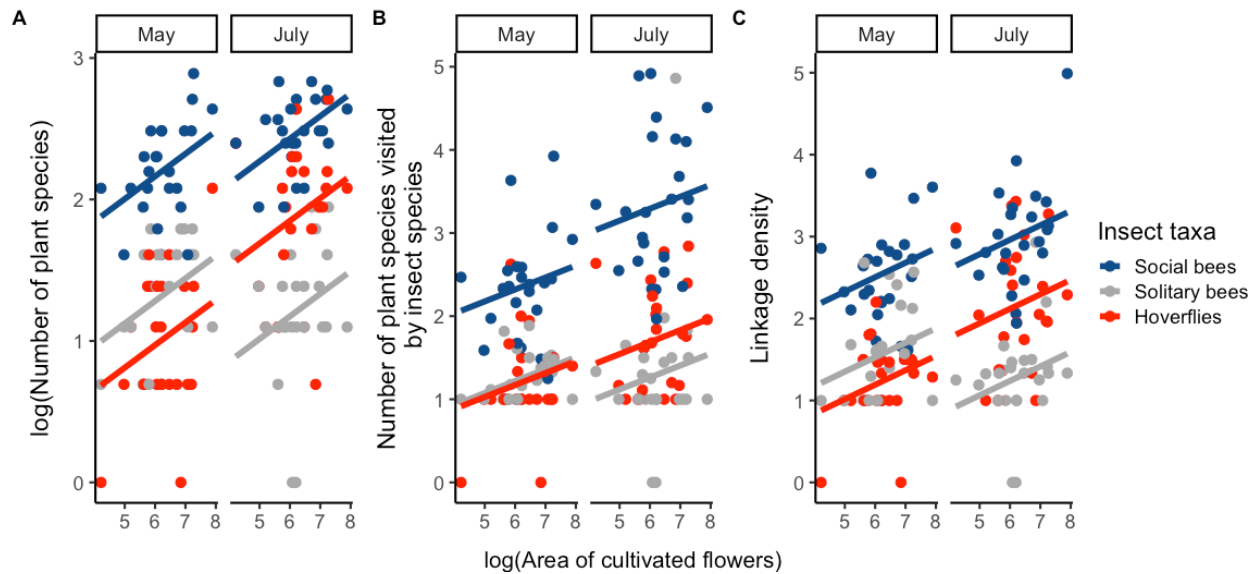 A
May
July
log(Number of plant species)
3
2
1
0
5
6
7
8
5
6
7
8
B
May
July
Number of plant species visited
by insect species
5
4
3
2
1
0
5
6
7
8
5
6
7
8
C
May
July
Linkage density
5
4
3
2
1
0
5
6
7
8
5
6
7
8
log(Area of cultivated flowers)
Insect taxa
Social bees
Solitary bees
Hoverflies